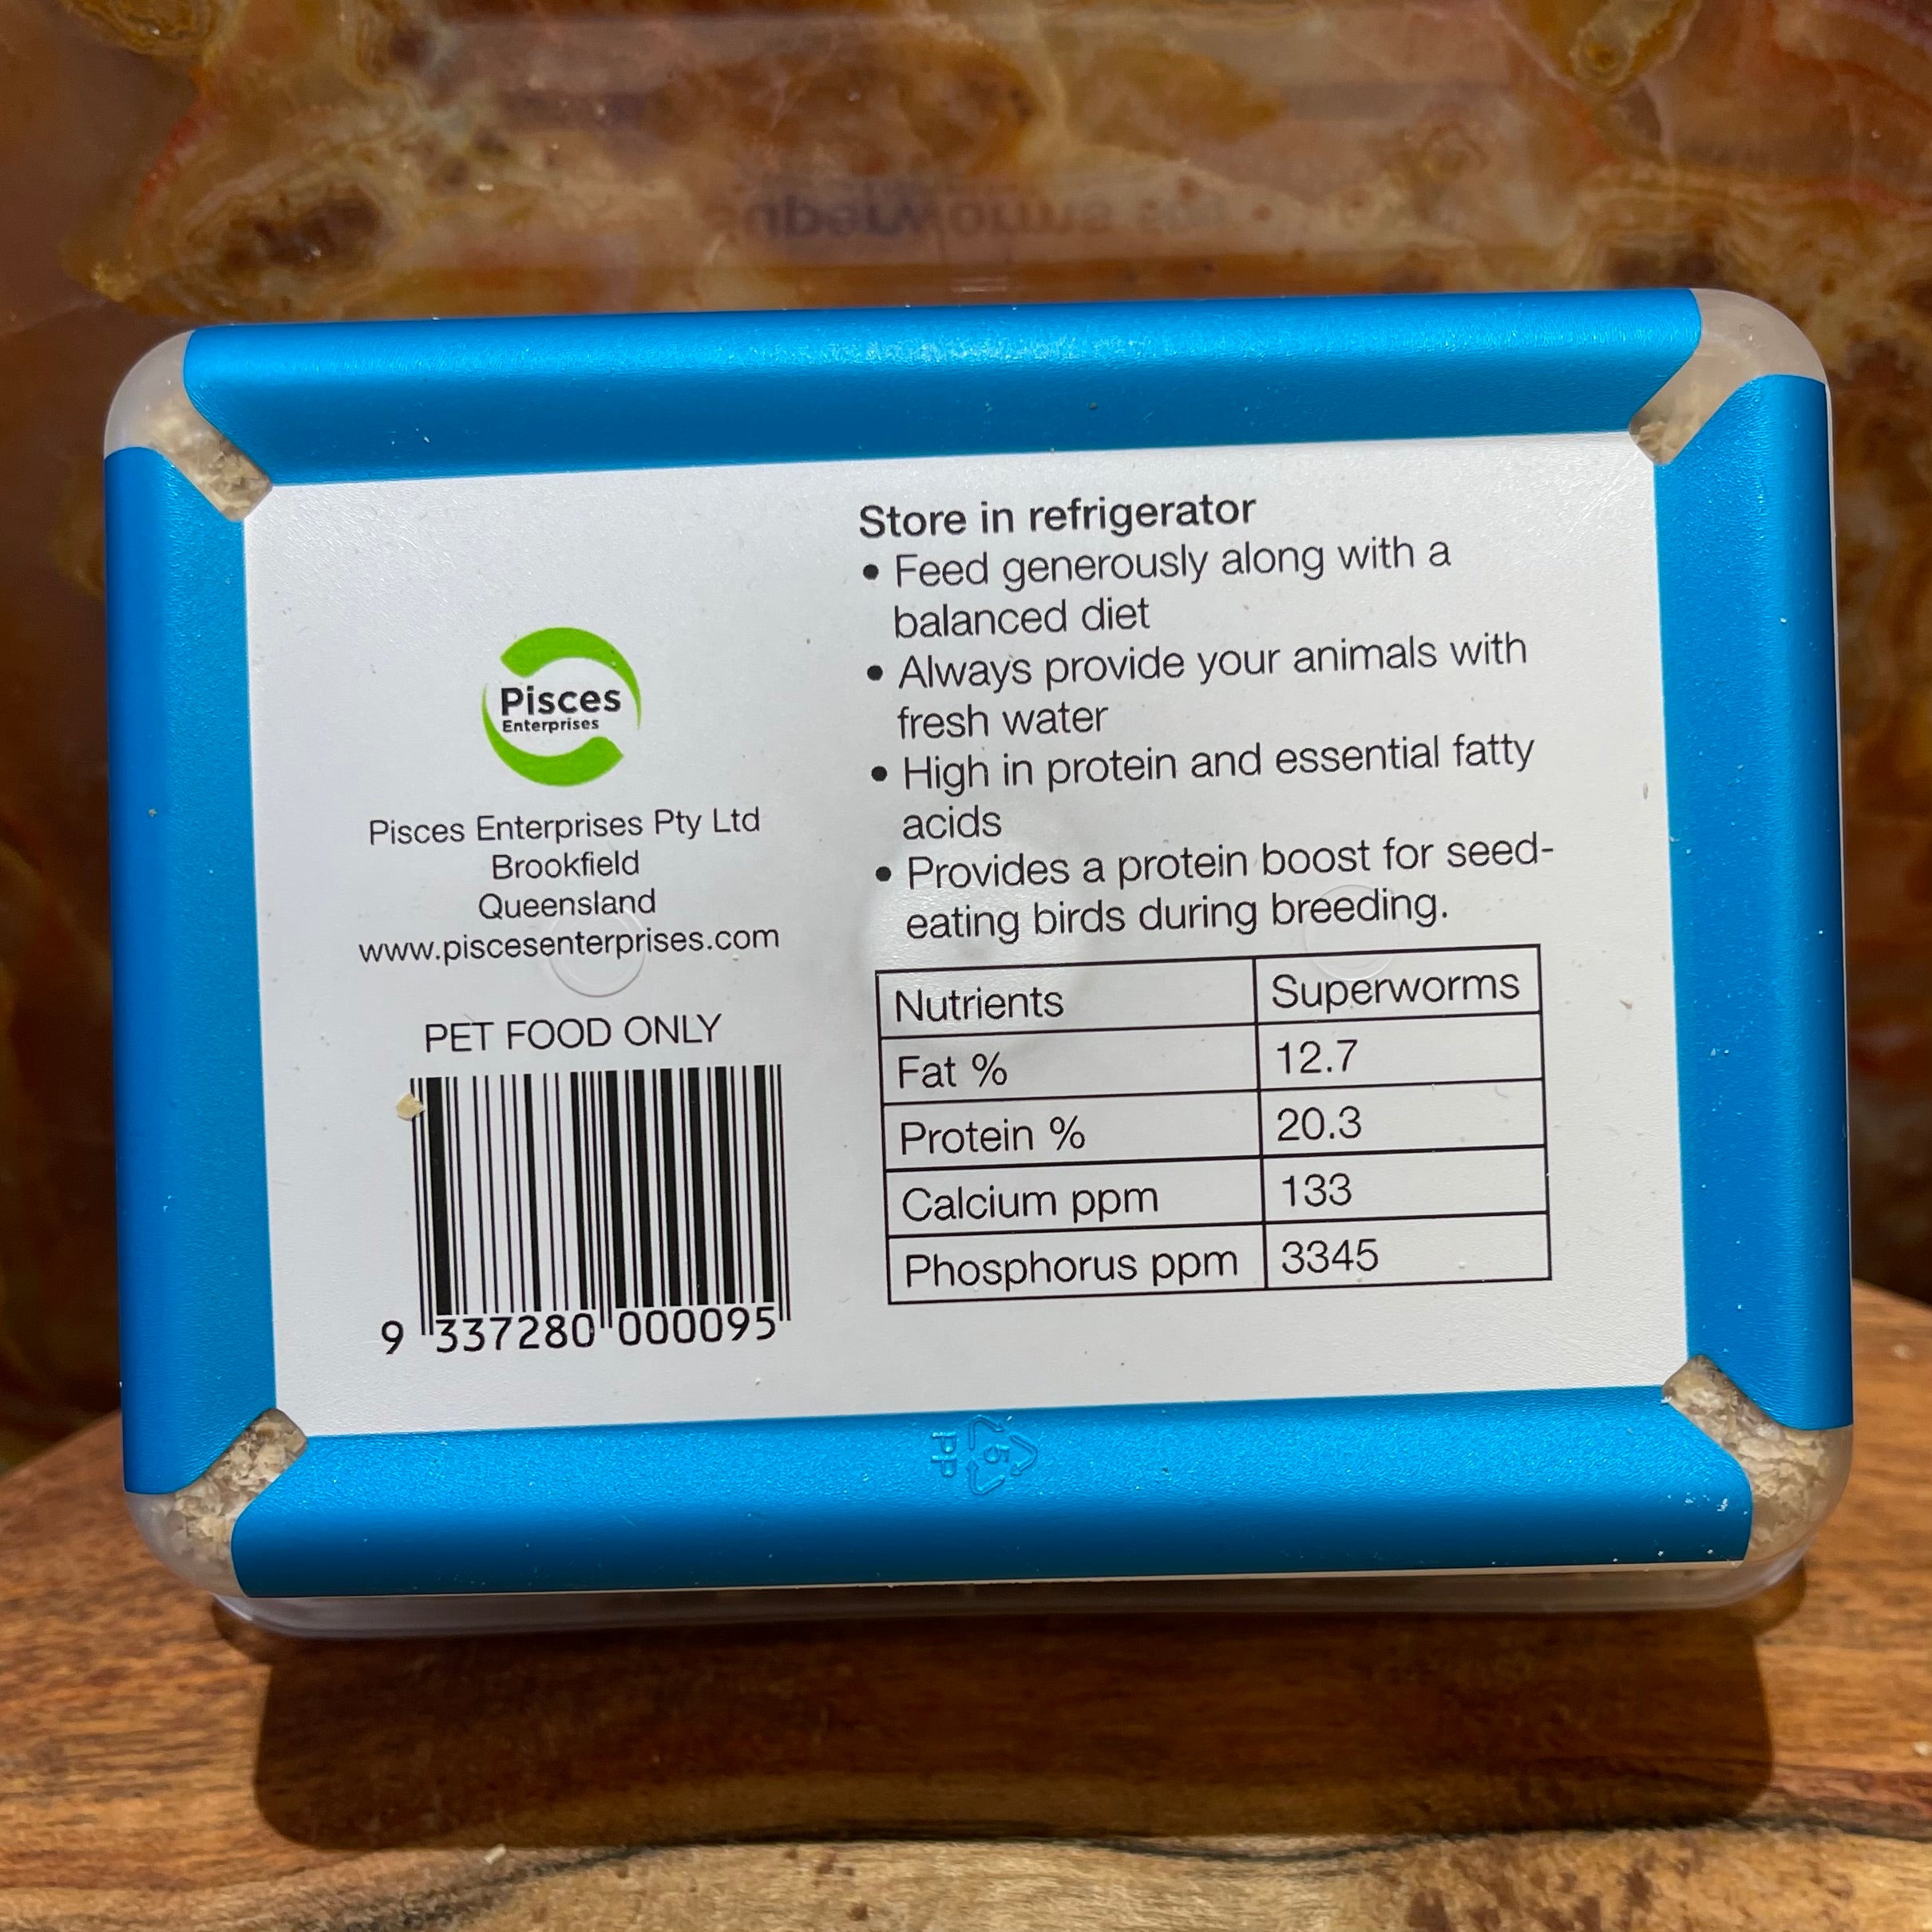 Pisces
Enterprises
Pisces Enterprises Pty Ltd
Brookfield
Queensland
www.piscesenterprises.com
PET FOOD ONLY
9 337280 000095
Store in refrigerator
• Feed generously along with a
balanced diet
• Always provide your animals with
fresh water
• High in protein and essential fatty
acids
• Provides a protein boost for seed-
eating birds during breeding.
Nutrients Superworms
Fat % 12.7
Protein % 20.3
Calcium ppm 133
Phosphorus ppm 3345
5
PP